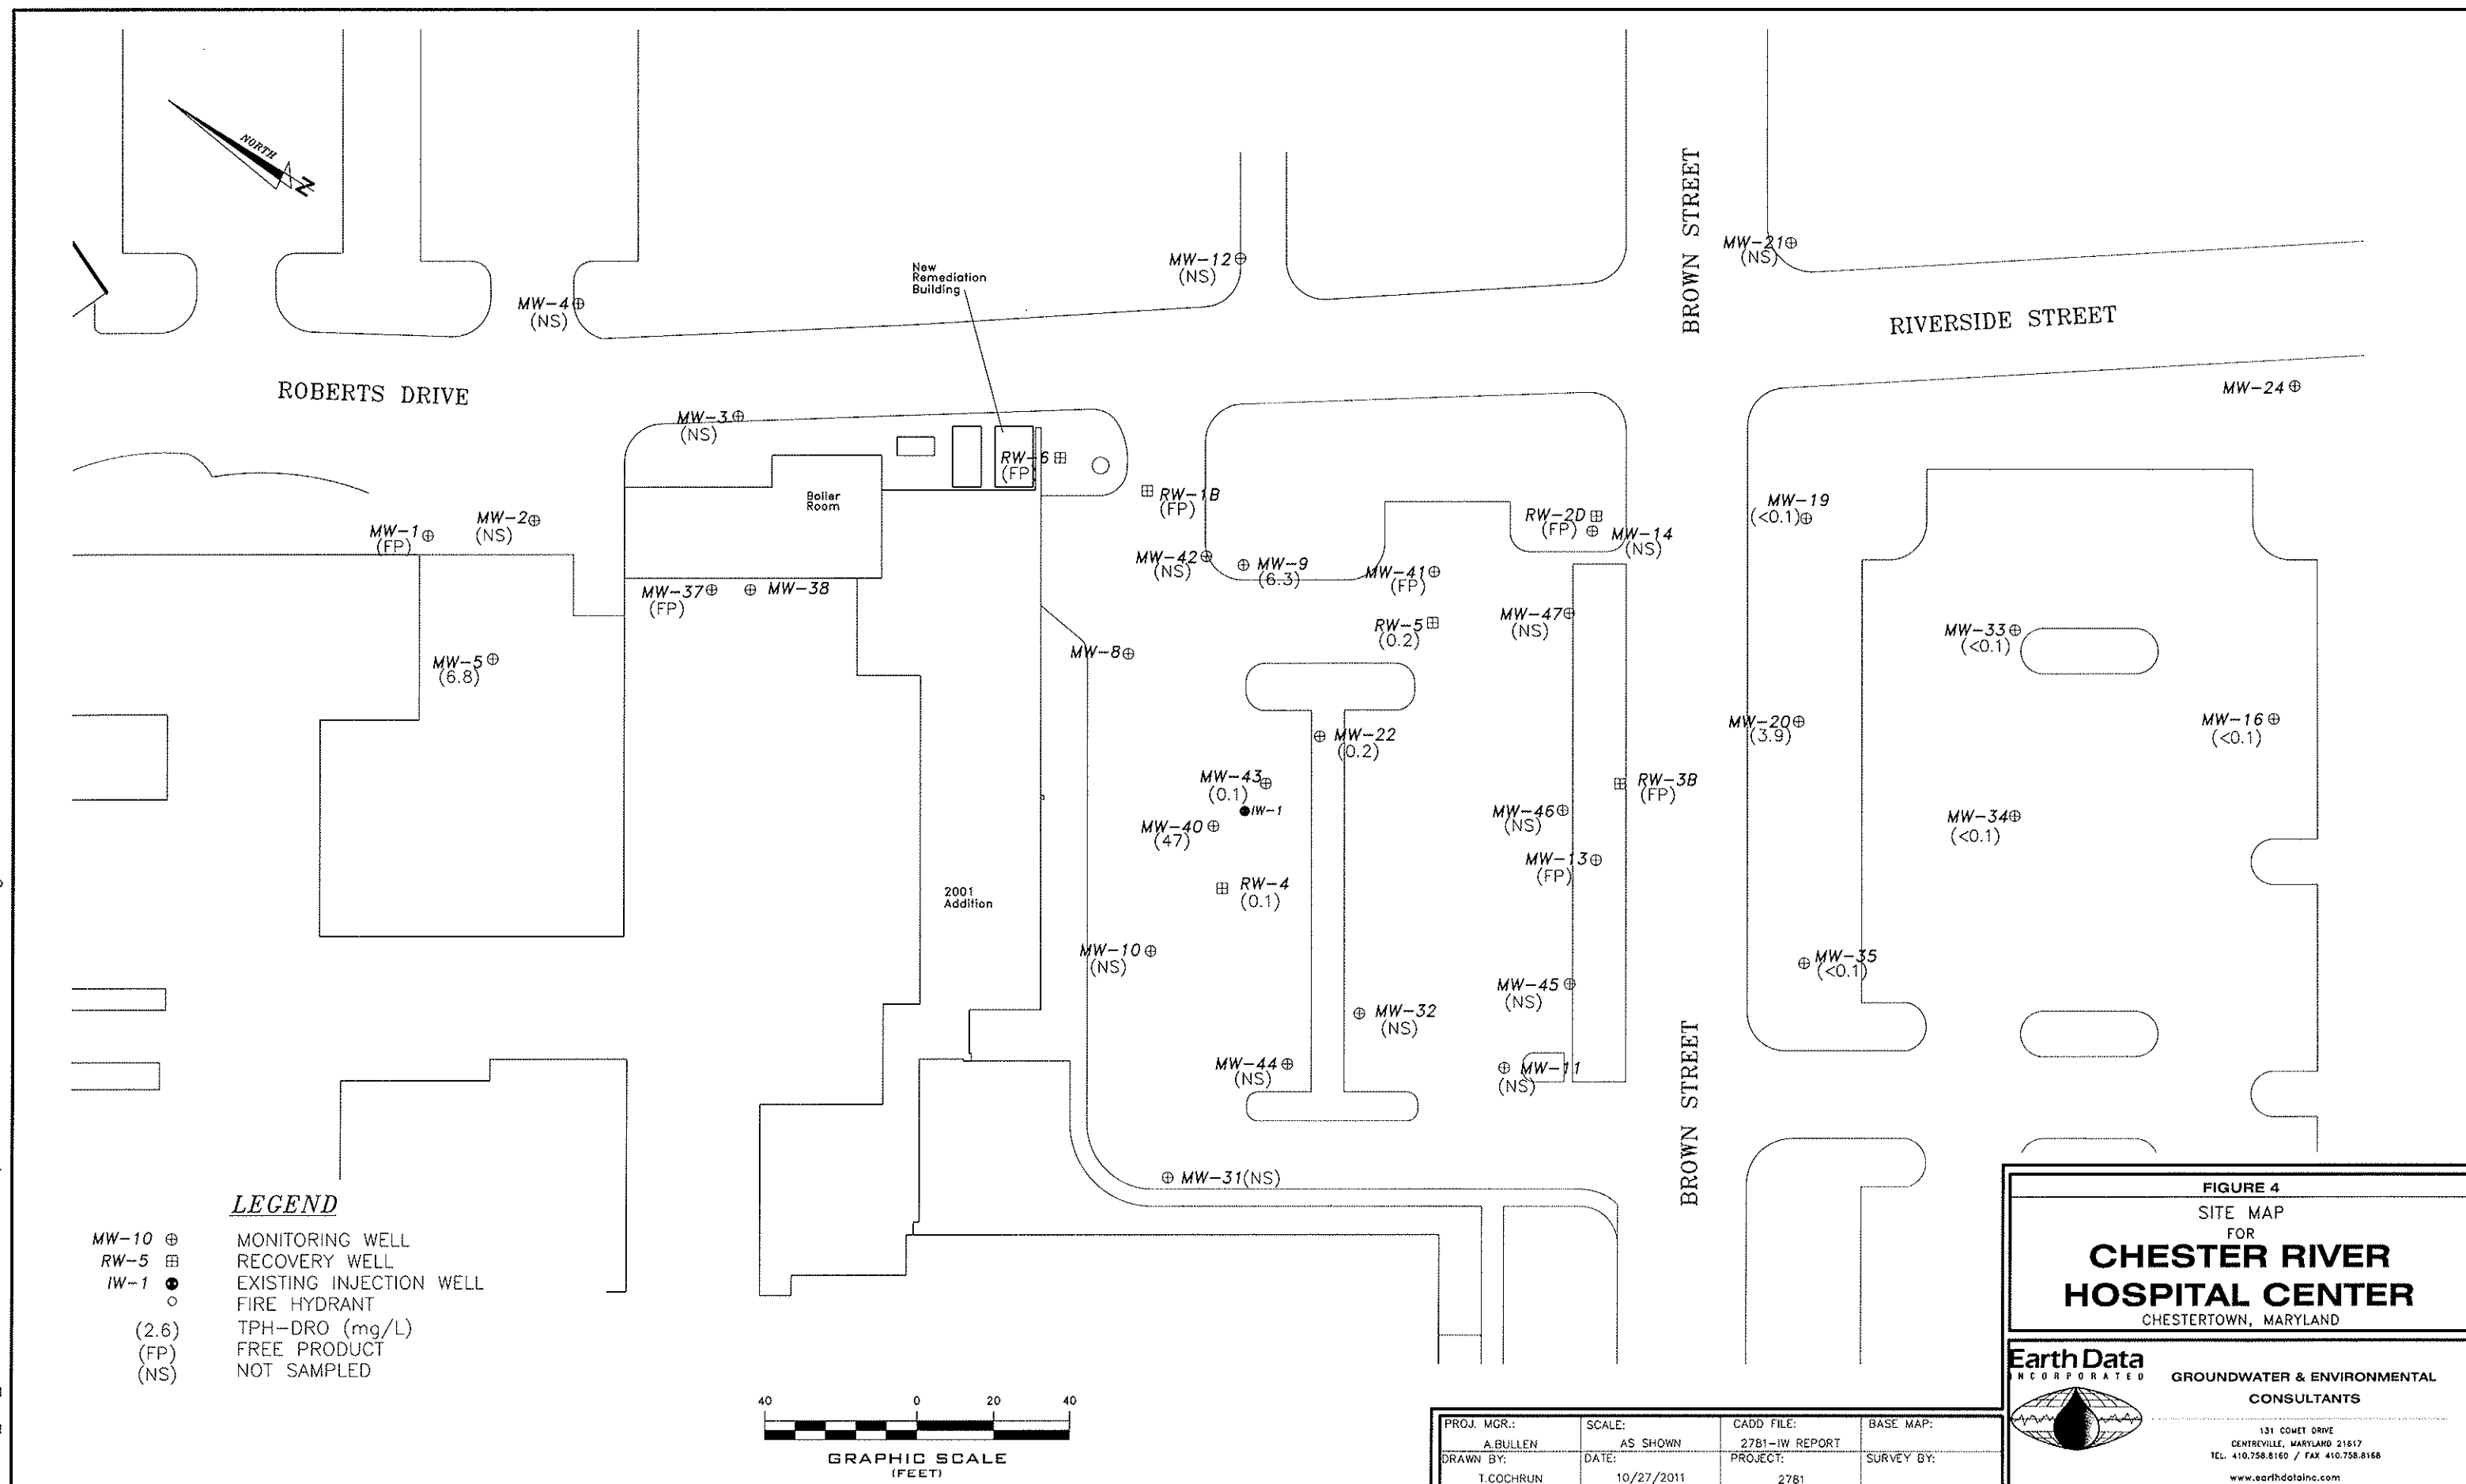 NORTH
N
BROWN STREET
MW-21
(NS)
MW-12
(NS)
New
Remediation
Building
MW-4
(NS)
RIVERSIDE STREET
ROBERTS DRIVE
MW-24
MW-3
(NS)
RW-6
(FP)
Boiler
Room
RW-1B
(FP)
MW-19
(<0.1)
MW-1
(FP)
MW-2
(NS)
RW-2D
(FP)
MW-14
(NS)
MW-42
(NS)
MW-9
(6.3)
MW-41
(FP)
MW-37
(FP)
MW-38
MW-47
(NS)
RW-5
(0.2)
MW-33
(<0.1)
MW-8
MW-5
(6.8)
MW-20
(3.9)
MW-16
(<0.1)
MW-22
(0.2)
MW-43
(0.1)
RW-3B
(FP)
IW-1
MW-46
(NS)
MW-34
(<0.1)
MW-40
(47)
MW-13
(FP)
2001
Addition
RW-4
(0.1)
MW-10
(NS)
MW-35
(<0.1)
MW-45
(NS)
MW-32
(NS)
MW-44
(NS)
MW-11
(NS)
BROWN STREET
MW-31(NS)
LEGEND
MW-10 MONITORING WELL
RW-5 RECOVERY WELL
IW-1 EXISTING INJECTION WELL
FIRE HYDRANT
(2.6) TPH-DRO (mg/L)
(FP) FREE PRODUCT
(NS) NOT SAMPLED
40 0 20 40
GRAPHIC SCALE
(FEET)
FIGURE 4
SITE MAP
FOR
CHESTER RIVER
HOSPITAL CENTER
CHESTERTOWN, MARYLAND
Earth Data
INCORPORATED
GROUNDWATER & ENVIRONMENTAL
CONSULTANTS
131 COMET DRIVE
CENTREVILLE, MARYLAND 21617
TEL. 410.758.8160 / FAX 410.758.8168
www.earthdatainc.com
PROJ. MGR.: SCALE: CADD FILE: BASE MAP:
A.BULLEN AS SHOWN 2781-IW REPORT
DRAWN BY: DATE: PROJECT: SURVEY BY:
T.COCHRUN 10/27/2011 2781